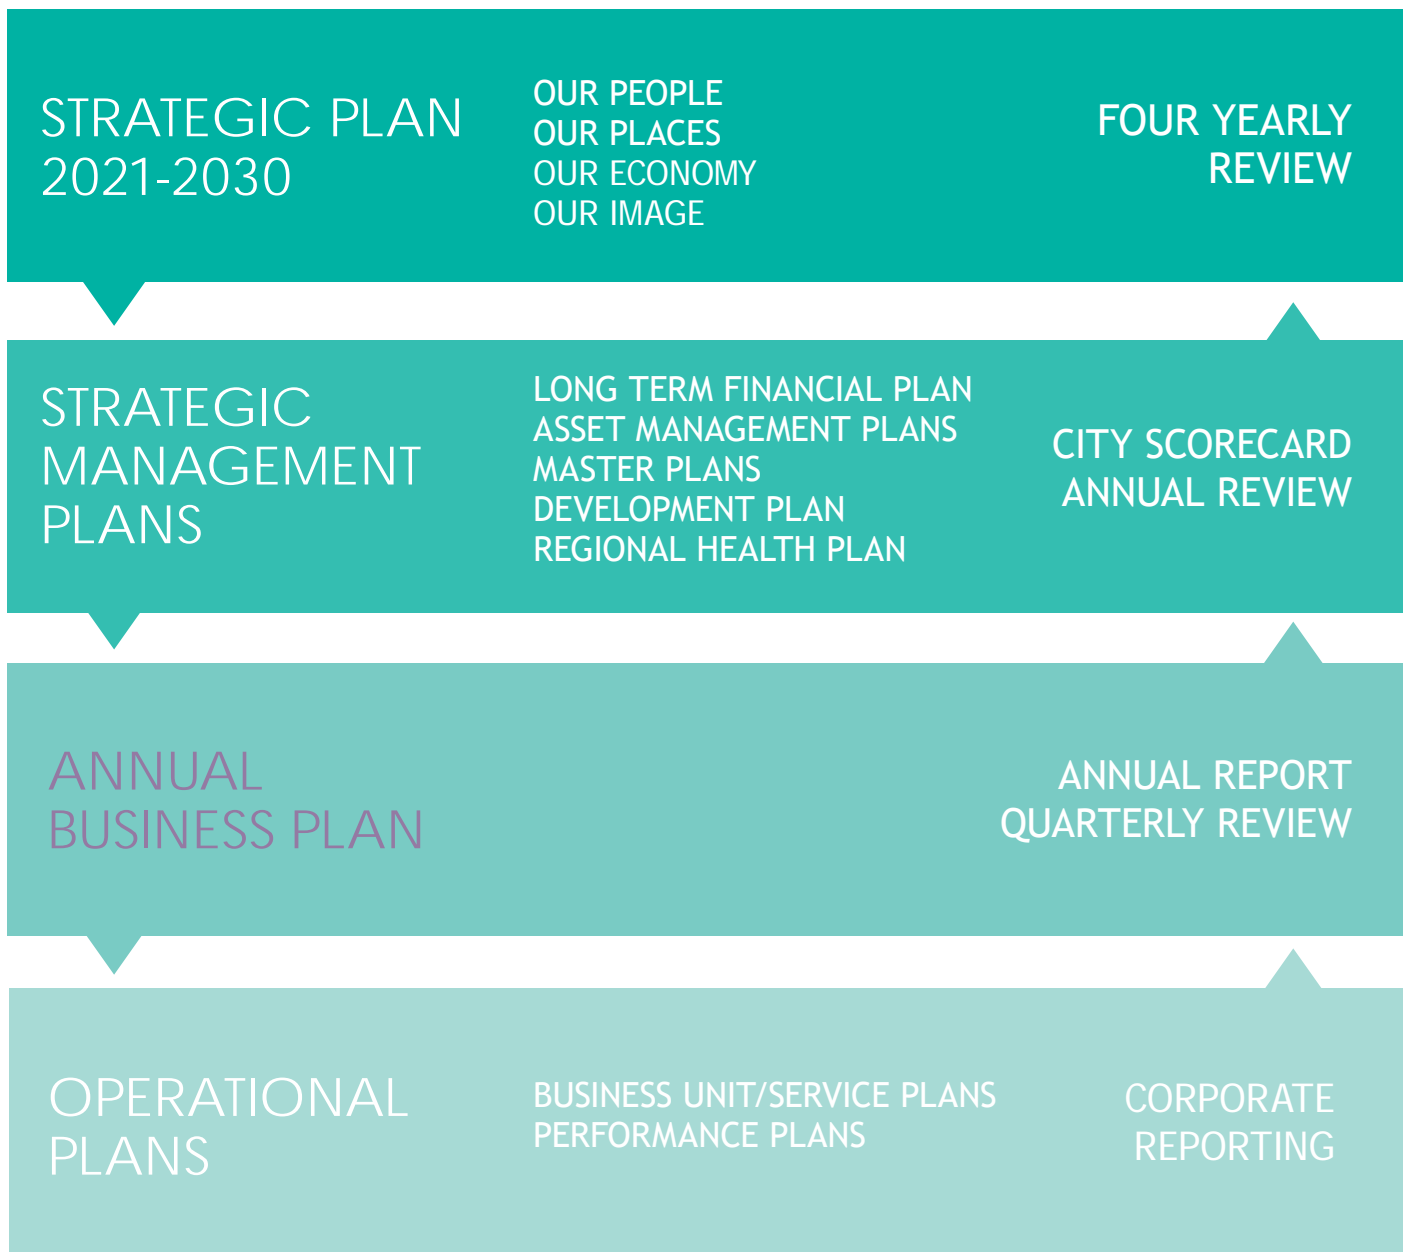 STRATEGIC PLAN
2021-2030
OUR PEOPLE
OUR PLACES
OUR ECONOMY
OUR IMAGE
FOUR YEARLY
REVIEW
STRATEGIC
MANAGEMENT
PLANS
LONG TERM FINANCIAL PLAN
ASSET MANAGEMENT PLANS
MASTER PLANS
DEVELOPMENT PLAN
REGIONAL HEALTH PLAN
CITY SCORECARD
ANNUAL REVIEW
ANNUAL
BUSINESS PLAN
ANNUAL REPORT
QUARTERLY REVIEW
OPERATIONAL
PLANS
BUSINESS UNIT/SERVICE PLANS
PERFORMANCE PLANS
CORPORATE
REPORTING